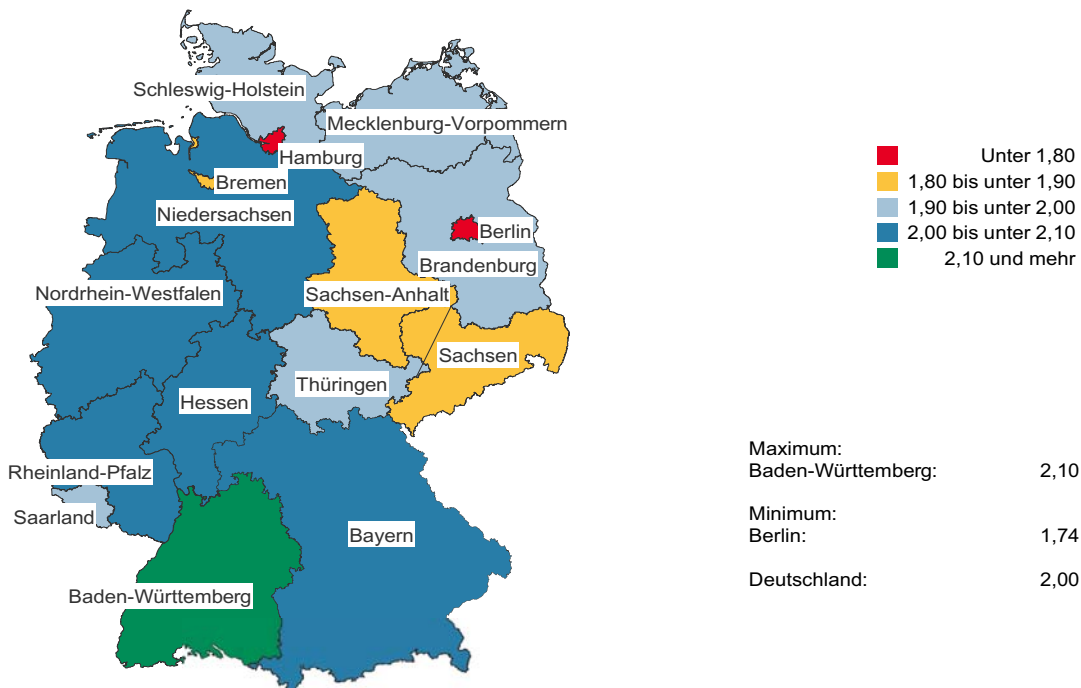 Schleswig-Holstein
Mecklenburg-Vorpommern
Hamburg
Bremen
Niedersachsen
Berlin
Brandenburg
Nordrhein-Westfalen
Sachsen-Anhalt
Sachsen
Thüringen
Hessen
Rheinland-Pfalz
Saarland
Bayern
Baden-Württemberg
Unter 1,80
1,80 bis unter 1,90
1,90 bis unter 2,00
2,00 bis unter 2,10
2,10 und mehr
Maximum:
Baden-Württemberg: 2,10
Minimum:
Berlin: 1,74
Deutschland: 2,00